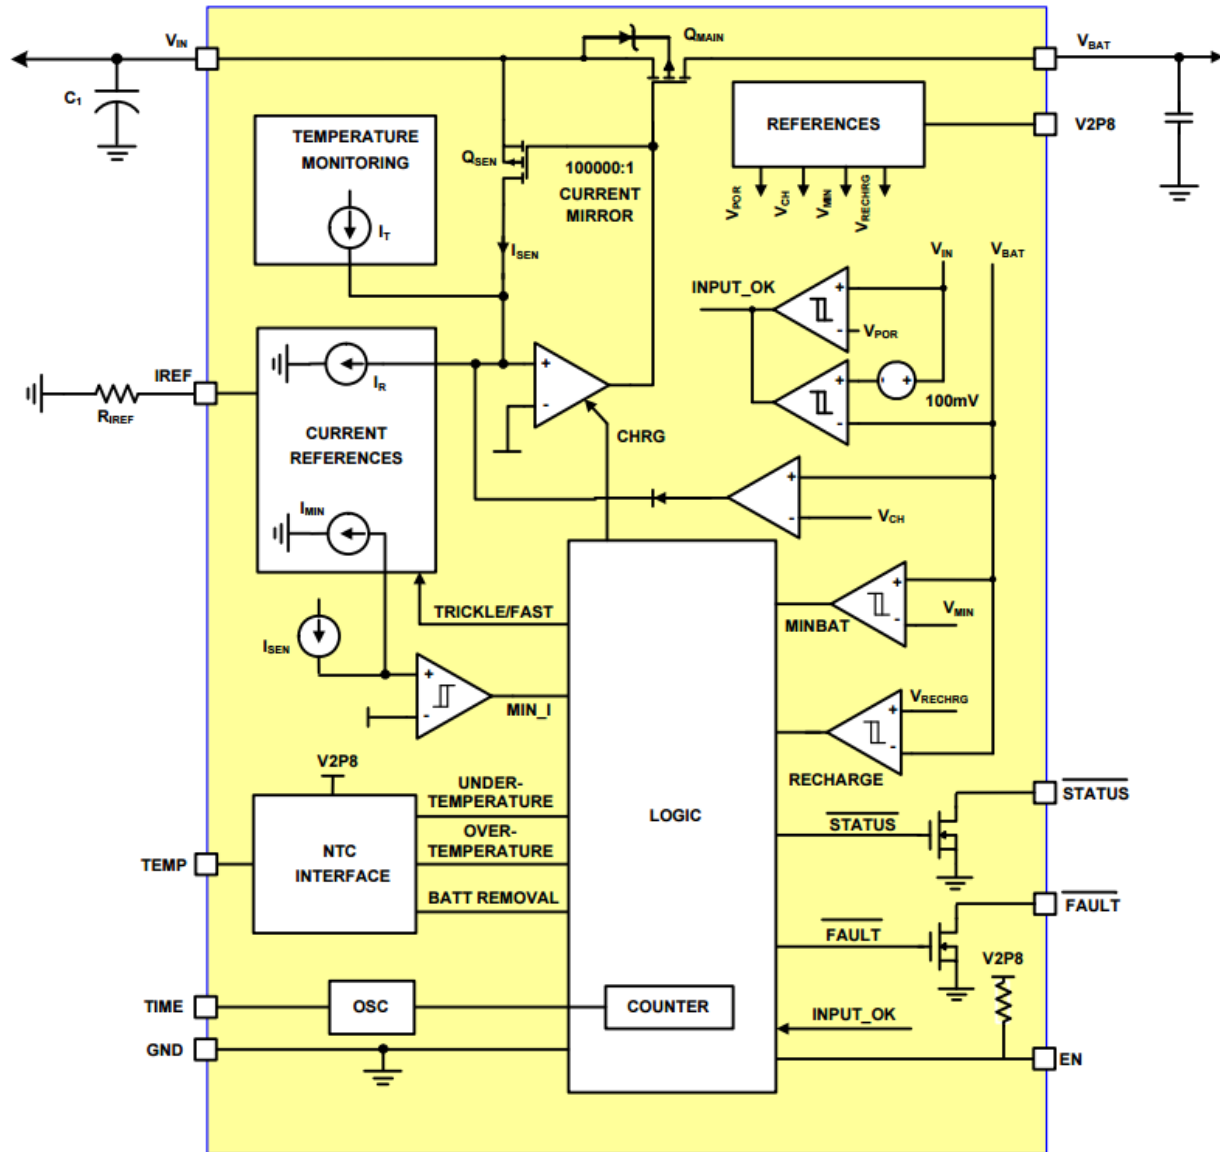 VIN
QMAIN
VBAT
C1
TEMPERATURE
MONITORING
IT
QSEN
100000:1
CURRENT
MIRROR
ISEN
REFERENCES
V2P8
VPOR
VCH
VMIN
VRECHRG
VIN
VBAT
INPUT_OK
+
-
VPOR
+
-
-
+
100mV
IREF
RIREF
IR
+
-
CURRENT
REFERENCES
CHRG
IMIN
+
-
VCH
TRICKLE/FAST
ISEN
+
-
MIN_I
MINBAT
+
-
VMIN
VRECHRG
+
-
RECHARGE
V2P8
UNDER-
TEMPERATURE
OVER-
TEMPERATURE
BATT REMOVAL
TEMP
NTC
INTERFACE
LOGIC
STATUS
STATUS
FAULT
FAULT
V2P8
TIME
OSC
COUNTER
INPUT_OK
GND
EN